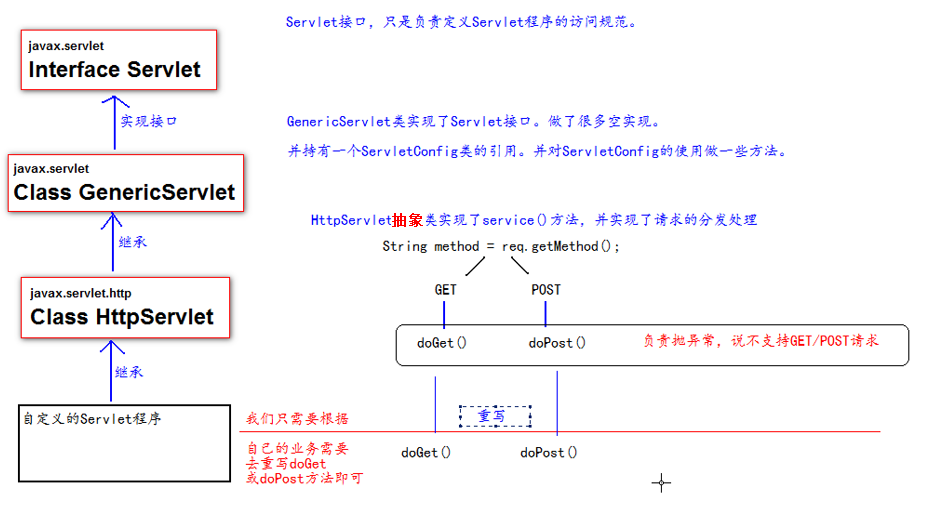 Servlet接口，只是负责定义Servlet程序的访问规范。
javax.servlet
Interface Servlet
实现接口
GenericServlet类实现了Servlet接口。做了很多空实现。
并持有一个ServletConfig类的引用。并对ServletConfig的使用做一些方法。
javax.servlet
Class GenericServlet
继承
HttpServlet抽象类实现了service()方法，并实现了请求的分发处理
String method = req.getMethod();
GET
POST
javax.servlet.http
Class HttpServlet
doGet()
doPost()
负责抛异常，说不支持GET/POST请求
继承
自定义的Servlet程序
我们只需要根据
重写
自己的业务需要
去重写doGet
或doPost方法即可
doGet()
doPost()